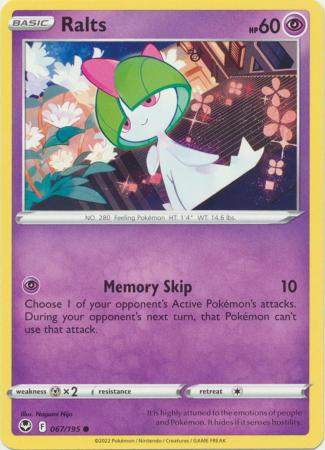 BASIC
Ralts
HP60
NO. 280 Feeling Pokémon HT: 1'4" WT: 14.6 lbs.
Memory Skip 10
Choose 1 of your opponent's Active Pokémon's attacks.
During your opponent's next turn, that Pokémon can't
use that attack.
weakness ×2 resistance retreat
Illus. Nagomi Nijo
F 067/195
It is highly attuned to the emotions of people
and Pokémon. It hides if it senses hostility.
©2022 Pokémon / Nintendo / Creatures / GAME FREAK